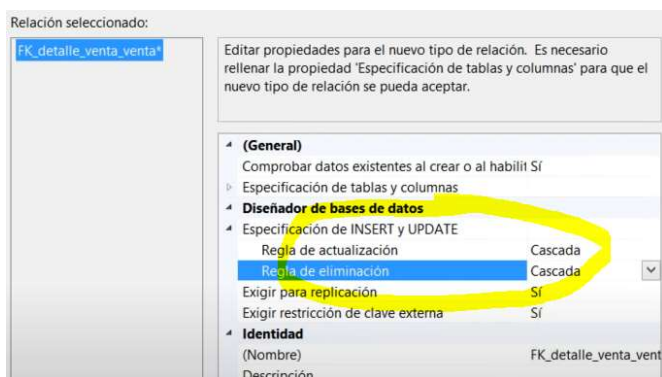 Relación seleccionado:
FK_detalle_venta_venta*
Editar propiedades para el nuevo tipo de relación. Es necesario
rellenar la propiedad 'Especificación de tablas y columnas' para que el
nuevo tipo de relación se pueda aceptar.
(General)
Comprobar datos existentes al crear o al habilit Sí
Especificación de tablas y columnas
Diseñador de bases de datos
Especificación de INSERT y UPDATE
Regla de actualización Cascada
Regla de eliminación Cascada
Exigir para replicación Sí
Exigir restricción de clave externa Sí
Identidad
(Nombre) FK_detalle_venta_vent
Descripción